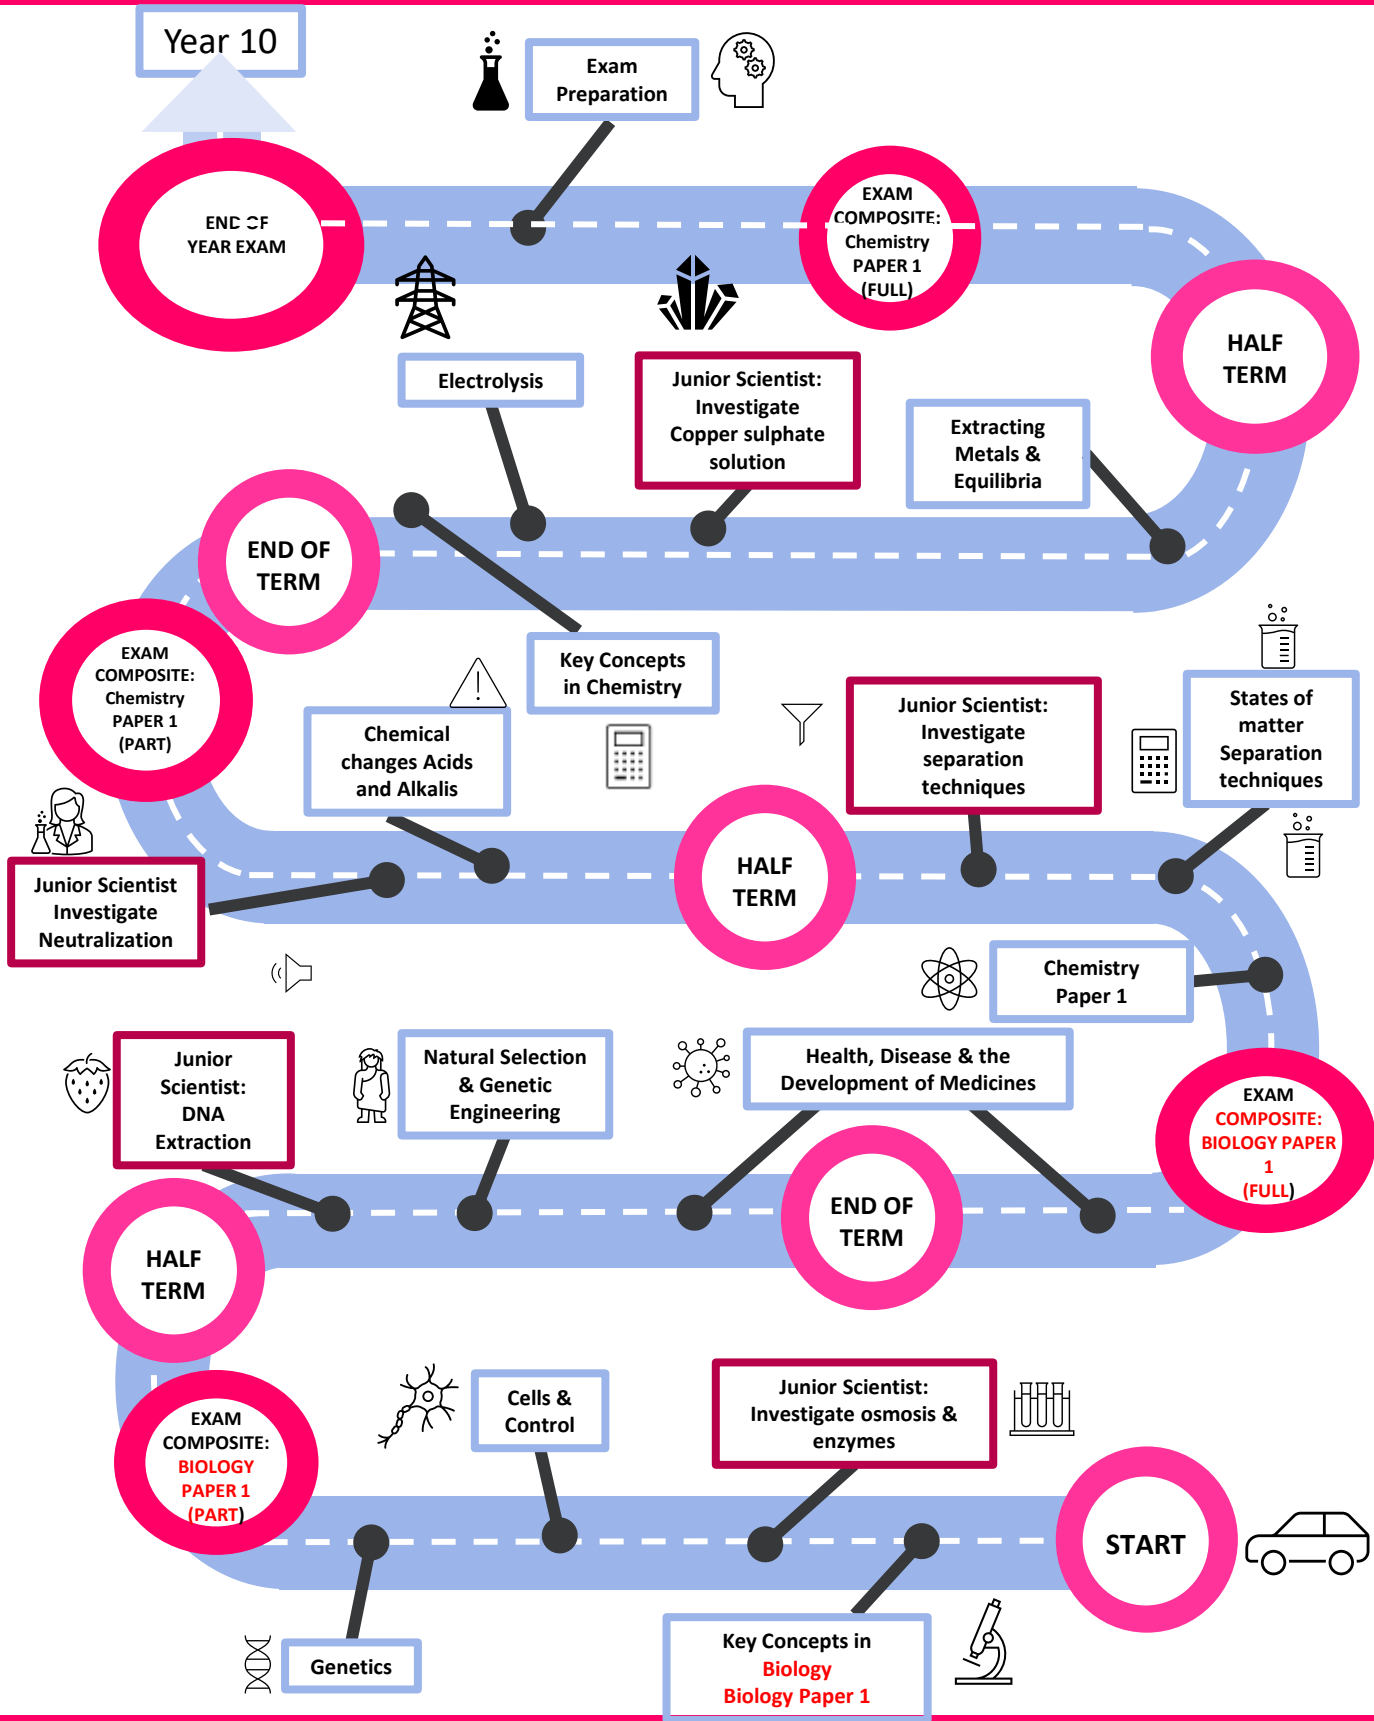 Year 10
Exam
Preparation
END OF
YEAR EXAM
EXAM
COMPOSITE:
Chemistry
PAPER 1
(FULL)
HALF
TERM
Electrolysis
Junior Scientist:
Investigate
Copper sulphate
solution
Extracting
Metals &
Equilibria
END OF
TERM
EXAM
COMPOSITE:
Chemistry
PAPER 1
(PART)
Key Concepts
in Chemistry
Chemical
changes Acids
and Alkalis
Junior Scientist:
Investigate
separation
techniques
States of
matter
Separation
techniques
HALF
TERM
Junior Scientist
Investigate
Neutralization
Chemistry
Paper 1
Junior
Scientist:
DNA
Extraction
Natural Selection
& Genetic
Engineering
Health, Disease & the
Development of Medicines
EXAM
COMPOSITE:
BIOLOGY PAPER
1
(FULL)
END OF
TERM
HALF
TERM
EXAM
COMPOSITE:
BIOLOGY
PAPER 1
(PART)
Cells &
Control
Junior Scientist:
Investigate osmosis &
enzymes
START
Genetics
Key Concepts in
Biology
Biology Paper 1